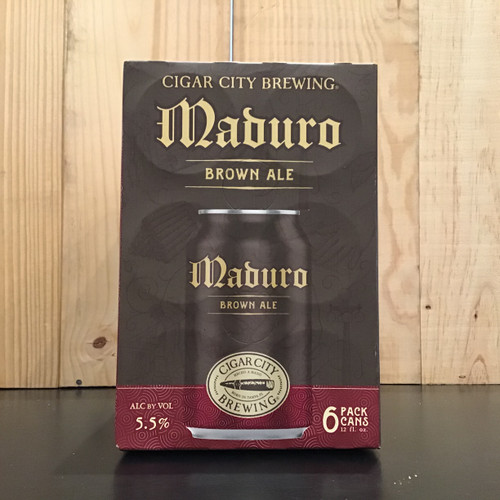 CIGAR CITY BREWING®
Maduro
BROWN ALE
Maduro
BROWN ALE
CIGAR CITY
BREWING
ALC BY VOL
5.5%
6 PACK
CANS
12 fl. oz.